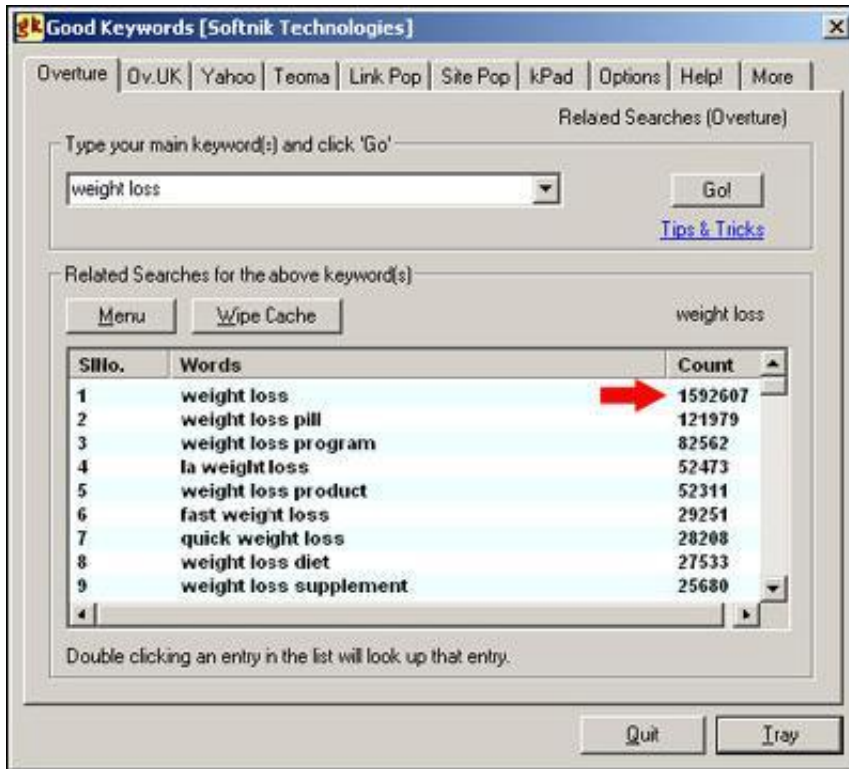 gk Good Keywords [Softnik Technologies]
Overture Ov.UK Yahoo Teoma Link Pop Site Pop kPad Options Help! More
Related Searches (Overture)
Type your main keyword(s) and click 'Go'
weight loss Go!
Tips & Tricks
Related Searches for the above keyword(s)
Menu Wipe Cache weight loss
SlNo. Words Count
1 weight loss 1592607
2 weight loss pill 121979
3 weight loss program 82562
4 la weight loss 52473
5 weight loss product 52311
6 fast weight loss 29251
7 quick weight loss 28208
8 weight loss diet 27533
9 weight loss supplement 25680
Double clicking an entry in the list will look up that entry.
Quit Tray